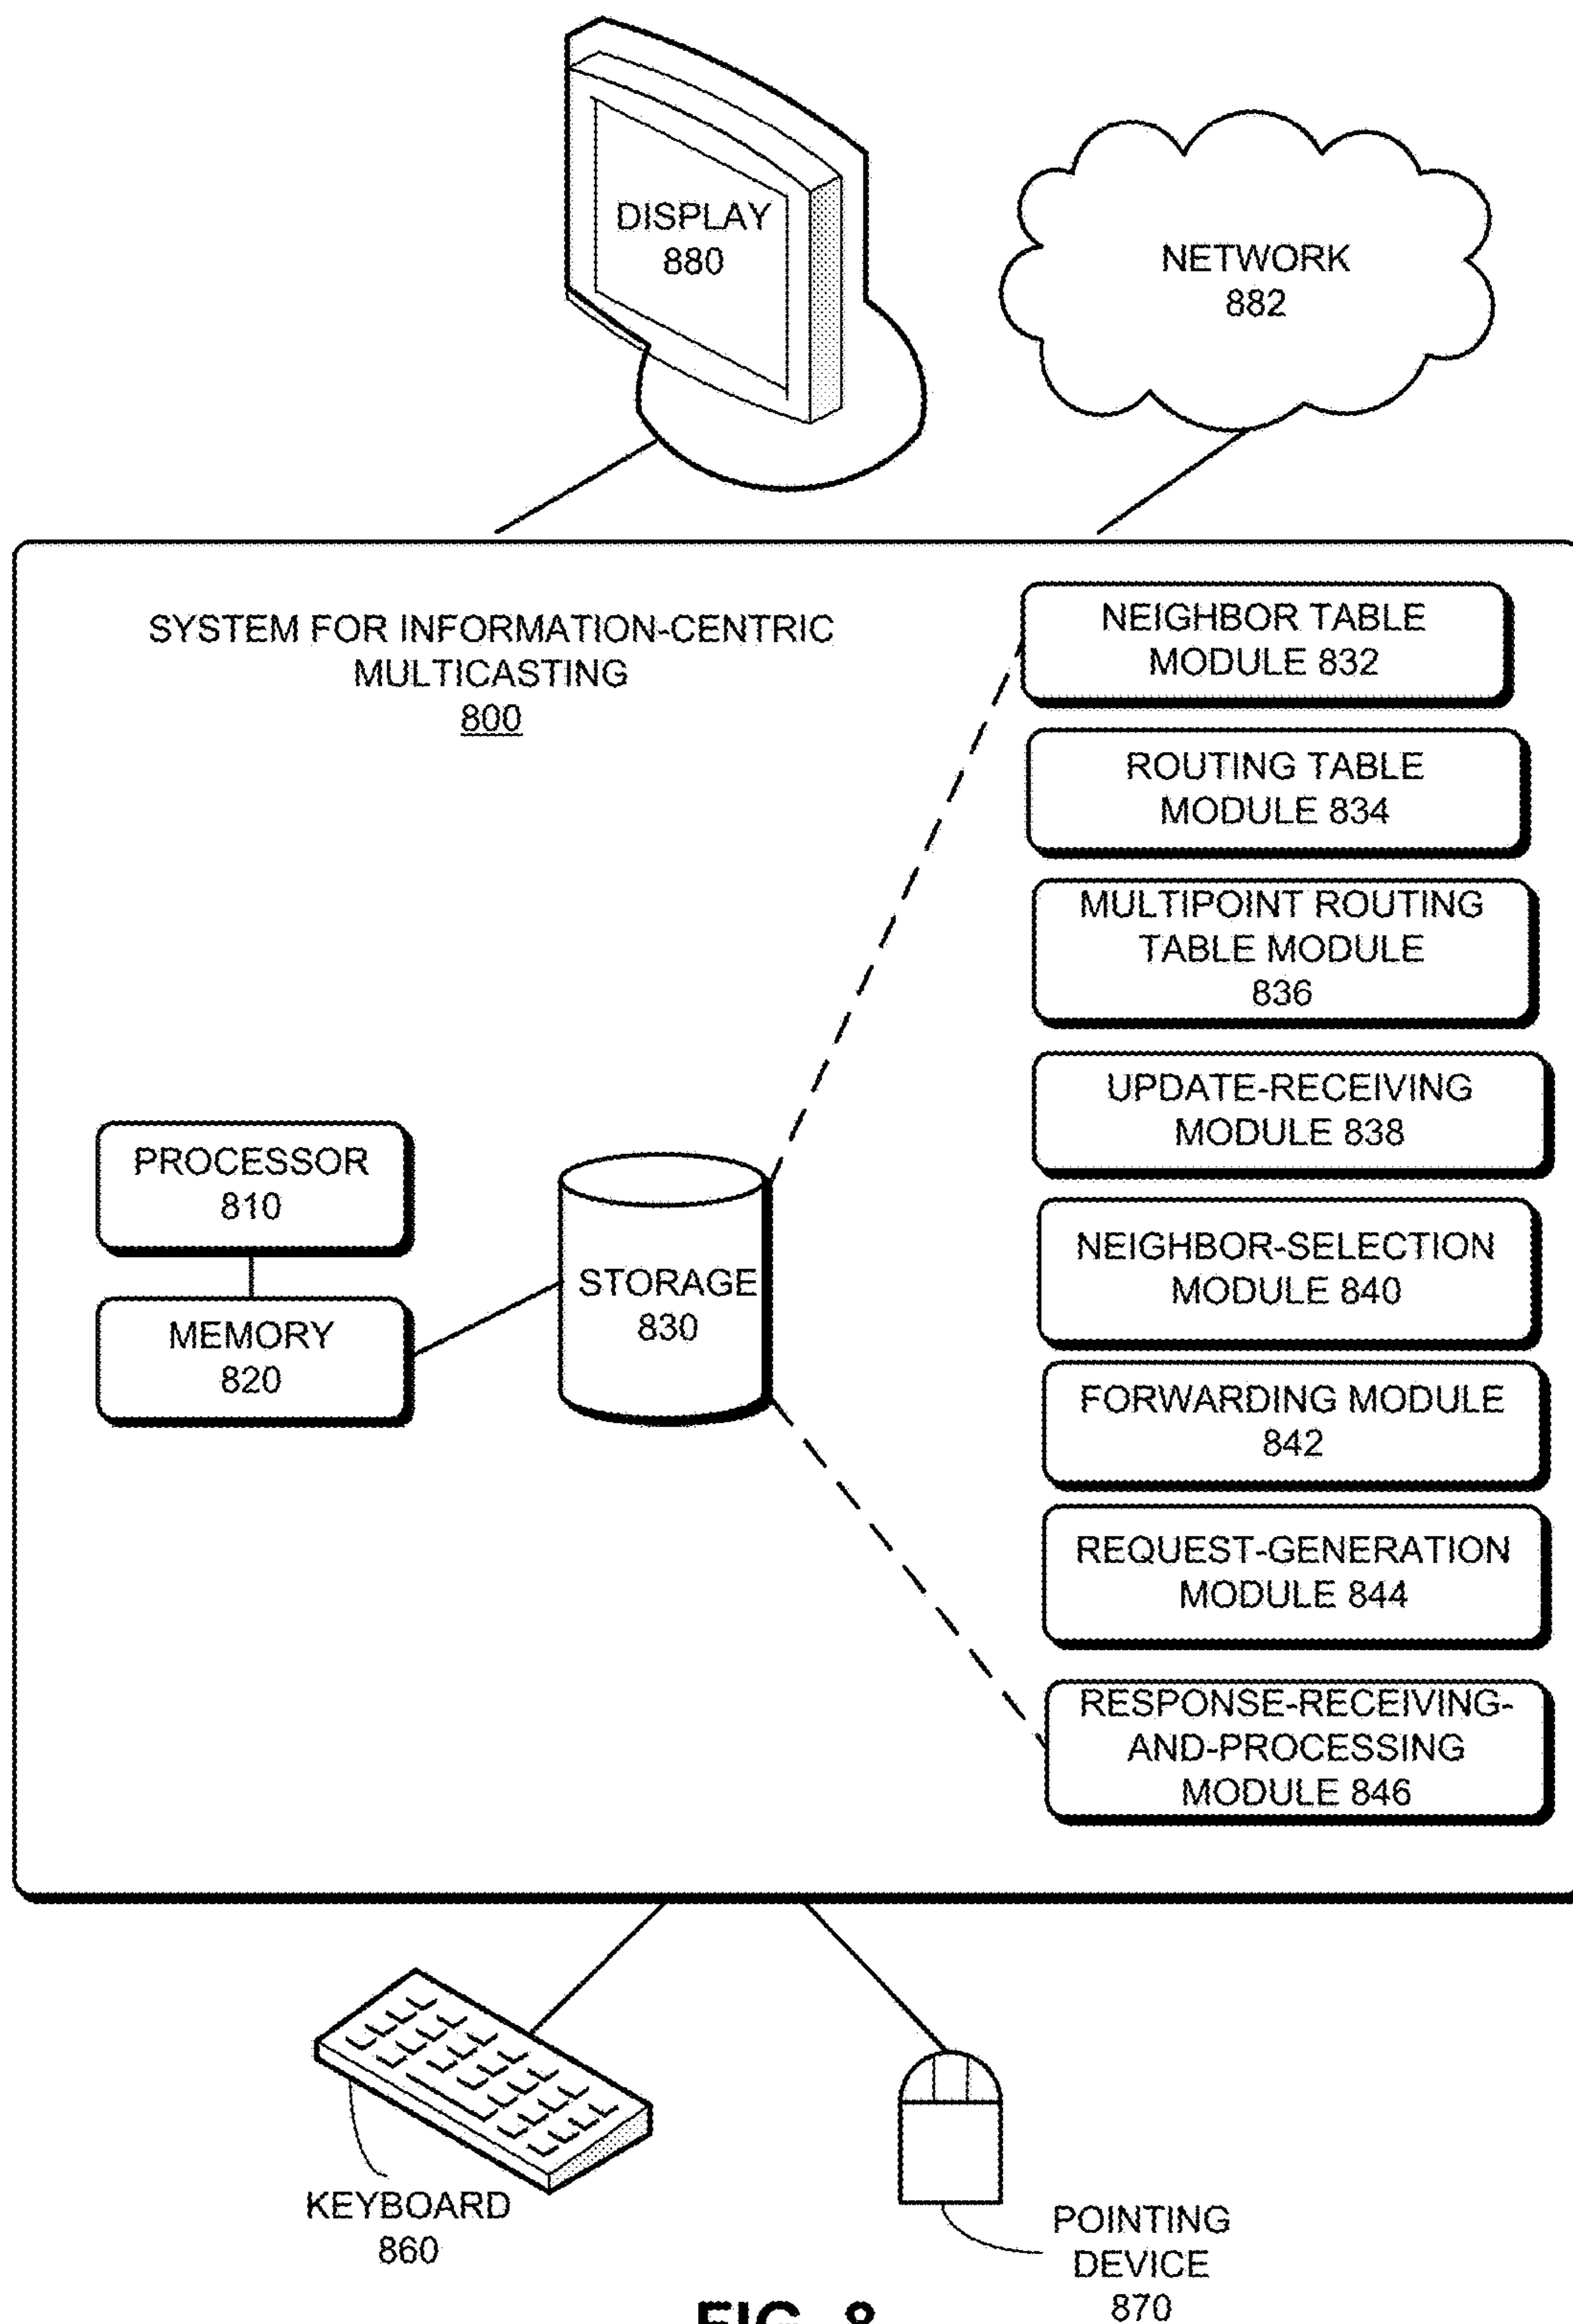 DISPLAY
880
NETWORK
882
SYSTEM FOR INFORMATION-CENTRIC
MULTICASTING
800
NEIGHBOR TABLE
MODULE 832
ROUTING TABLE
MODULE 834
MULTIPOINT ROUTING
TABLE MODULE
836
UPDATE-RECEIVING
MODULE 838
PROCESSOR
810
MEMORY
820
STORAGE
830
NEIGHBOR-SELECTION
MODULE 840
FORWARDING MODULE
842
REQUEST-GENERATION
MODULE 844
RESPONSE-RECEIVING-
AND-PROCESSING
MODULE 846
KEYBOARD
860
POINTING
DEVICE
870
FIG. 8